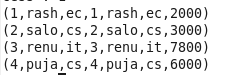 (1,rash,ec,1,rash,ec,2000)
(2,salo,cs,2,salo,cs,3000)
(3,renu,it,3,renu,it,7800)
(4,puja,cs,4,puja,cs,6000)